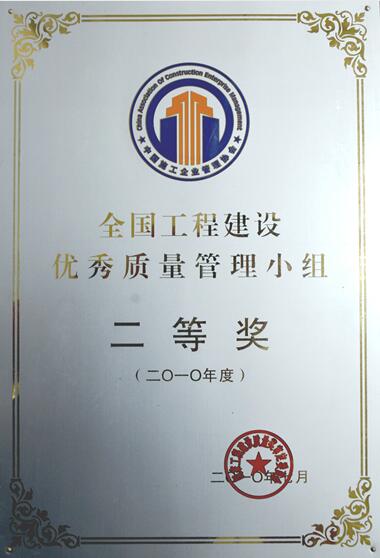 China Association Of Construction Enterprise Management
中国施工企业管理协会
全国工程建设
优秀质量管理小组
二等奖
（二〇一〇年度）
二〇一〇年七月